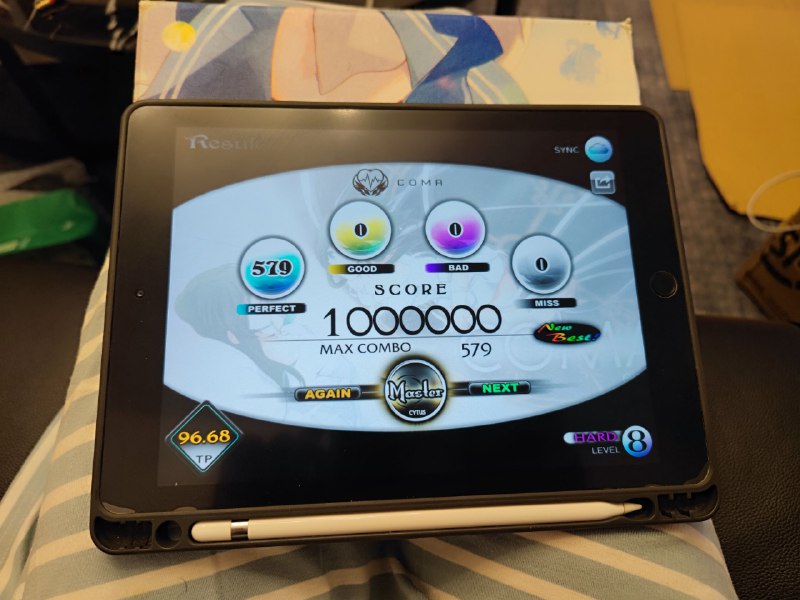 Result
SYNC
COMA
579
PERFECT
0
GOOD
0
BAD
0
MISS
SCORE
1000000
New Best!
MAX COMBO 579
AGAIN
Master
CYTUS
NEXT
96.68
TP
HARD
LEVEL
8